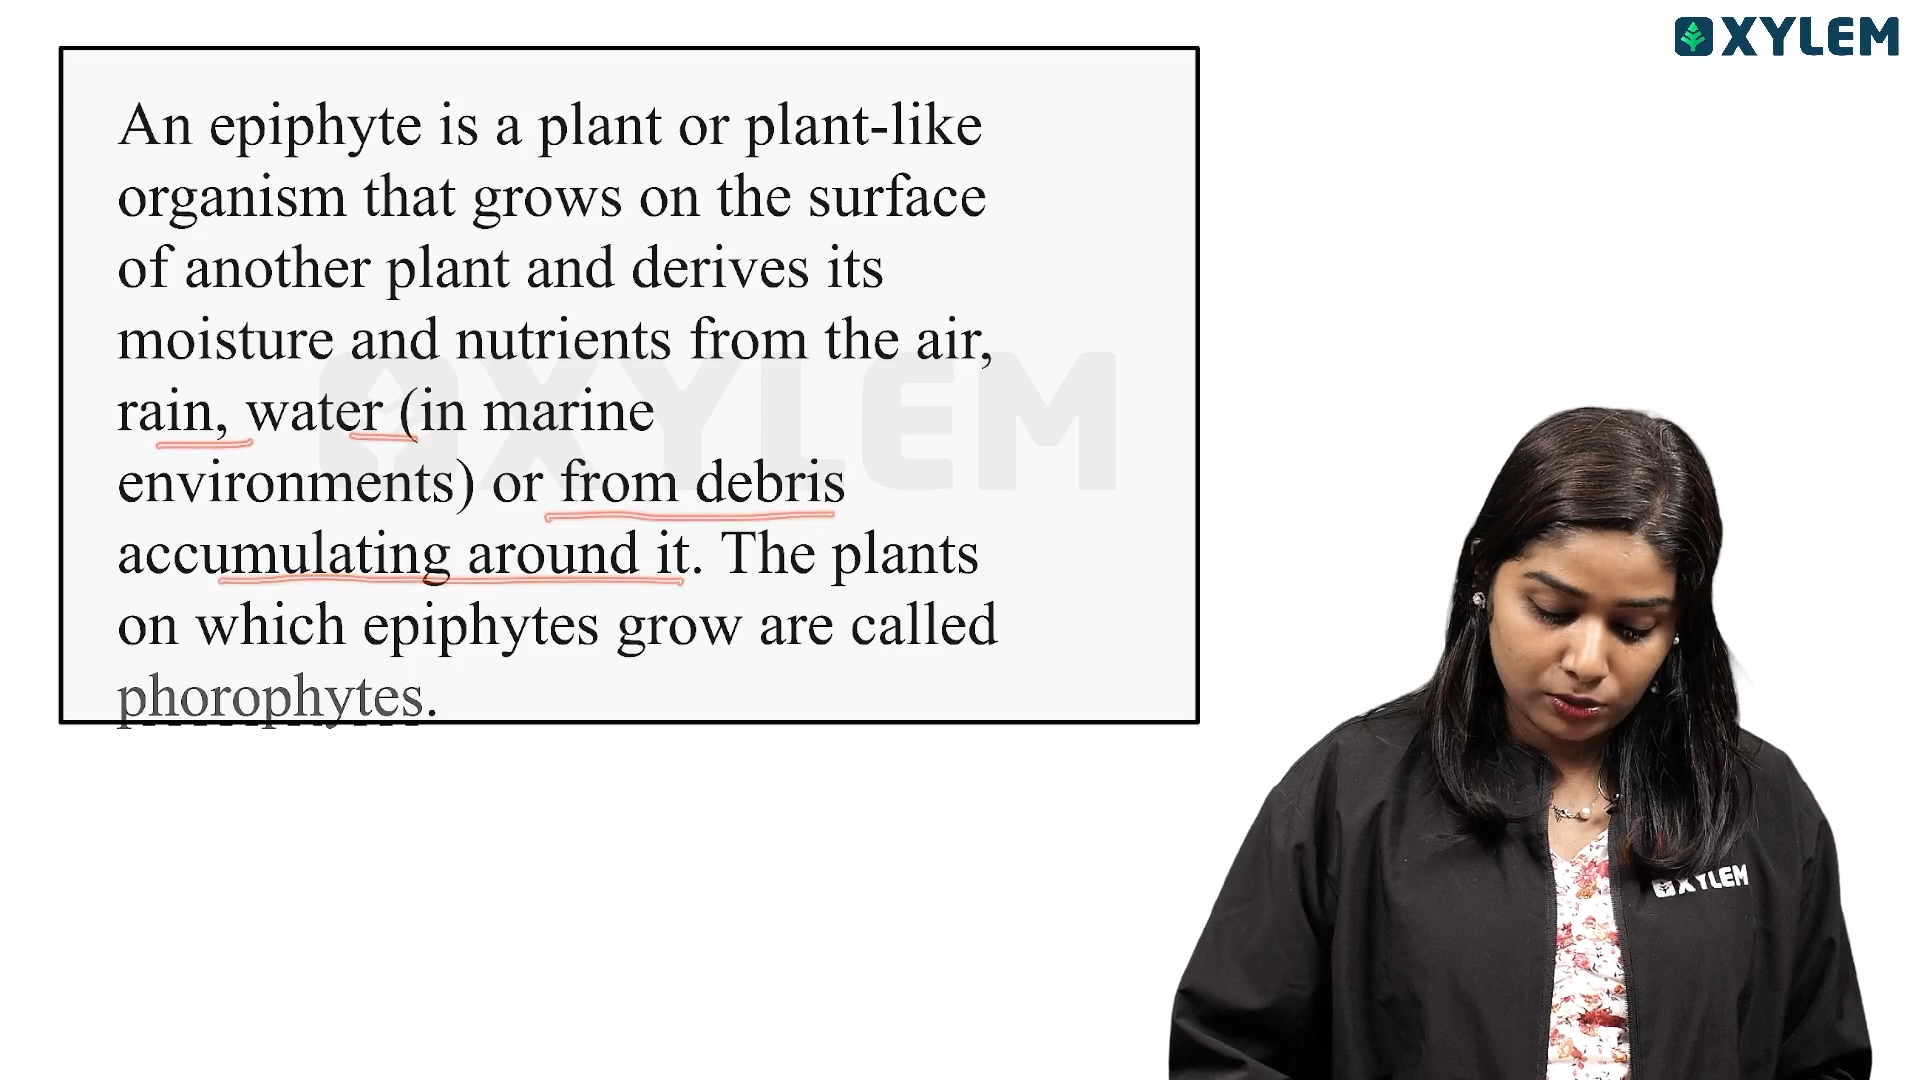 XYLEM
An epiphyte is a plant or plant-like
organism that grows on the surface
of another plant and derives its
moisture and nutrients from the air,
rain, water (in marine
environments) or from debris
accumulating around it. The plants
on which epiphytes grow are called
phorophytes.
XYLEM
XYLEM